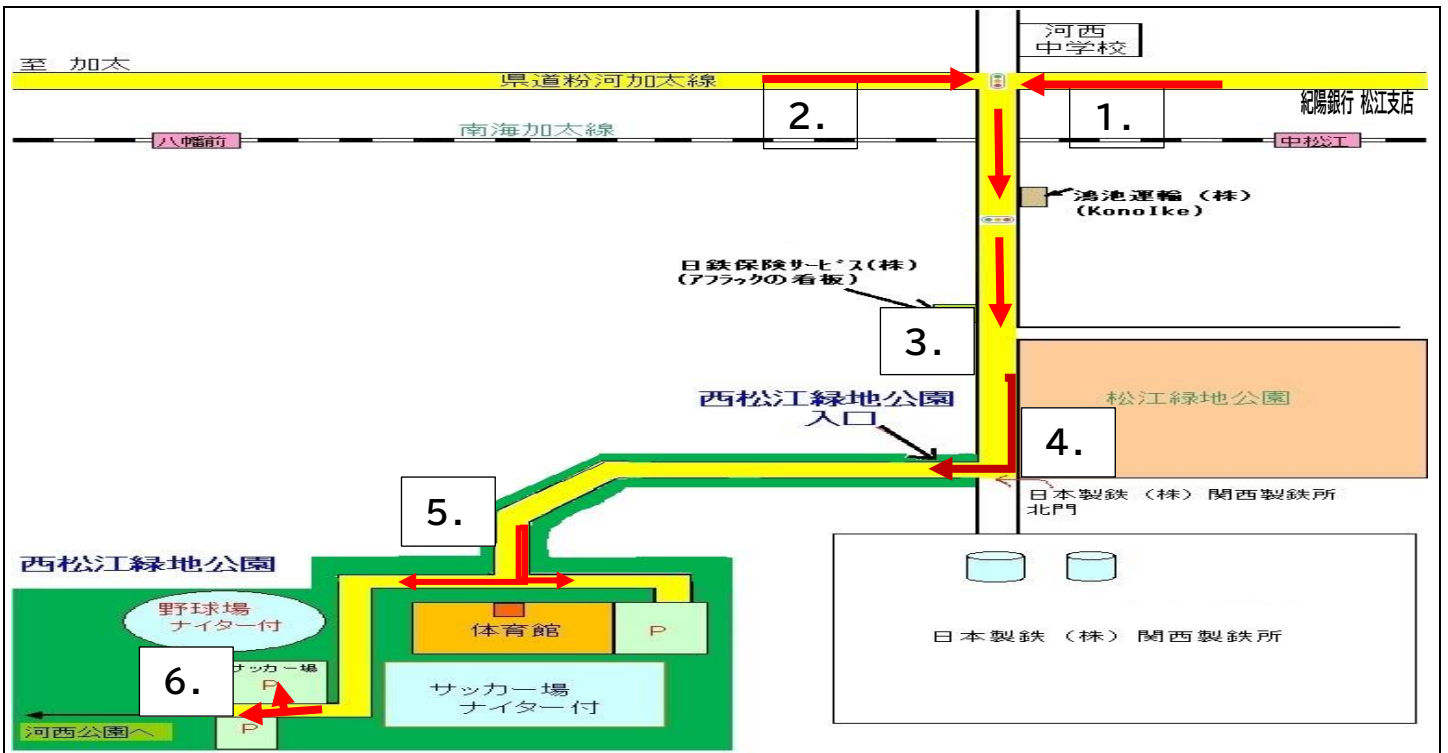 河西
中学校
至 加太
県道粉河加太線
紀陽銀行 松江支店
2.
1.
南海加太線
八幡前
中松江
鴻池運輸（株）
(KonoIke)
日鉄保険サービス(株)
(アフラックの看板)
3.
西松江緑地公園
入口
松江緑地公園
4.
日本製鉄（株）関西製鉄所
北門
5.
西松江緑地公園
野球場
ナイター付
体育館
P
日本製鉄（株）関西製鉄所
6.
サッカー場
P
サッカー場
ナイター付
河西公園へ
P